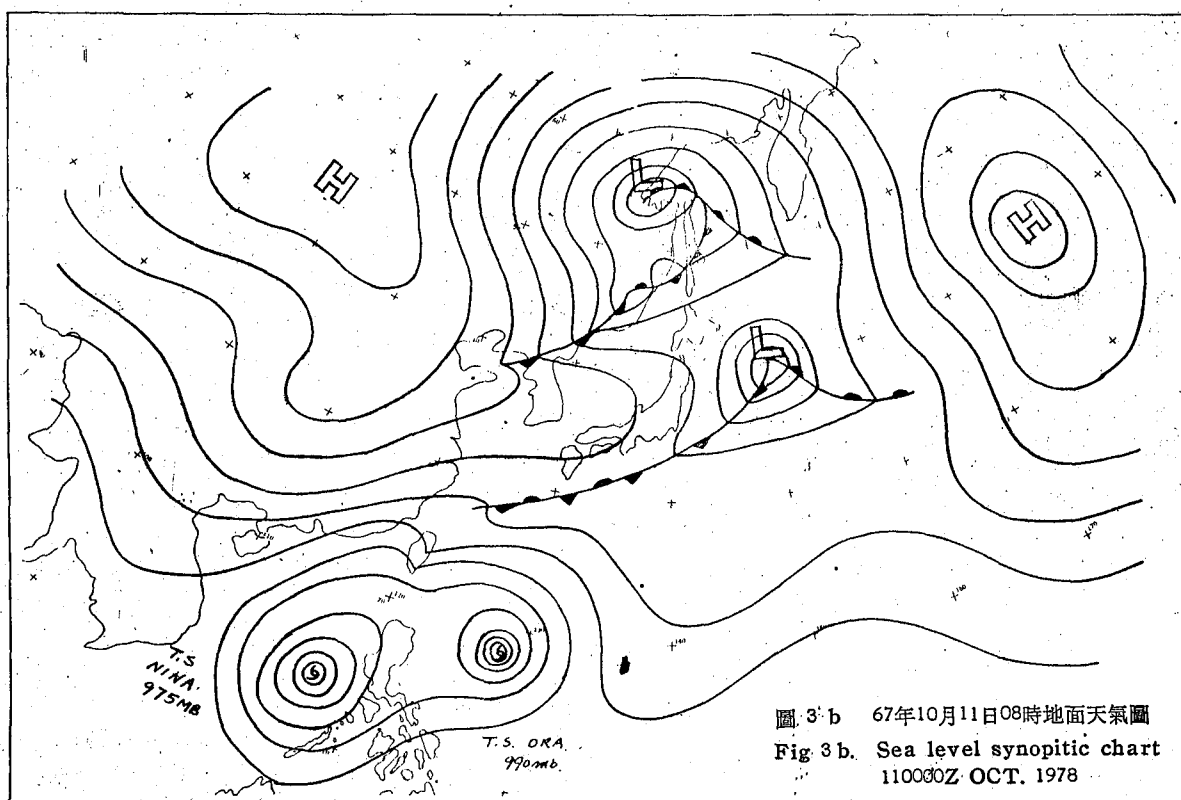 H
L
H
L
T.S
NINA.
975MB
T.S. ORA.
990mb.
圖 3 b 67年10月11日08時地面天氣圖
Fig 3 b. Sea level synopitic chart
110000Z OCT. 1978